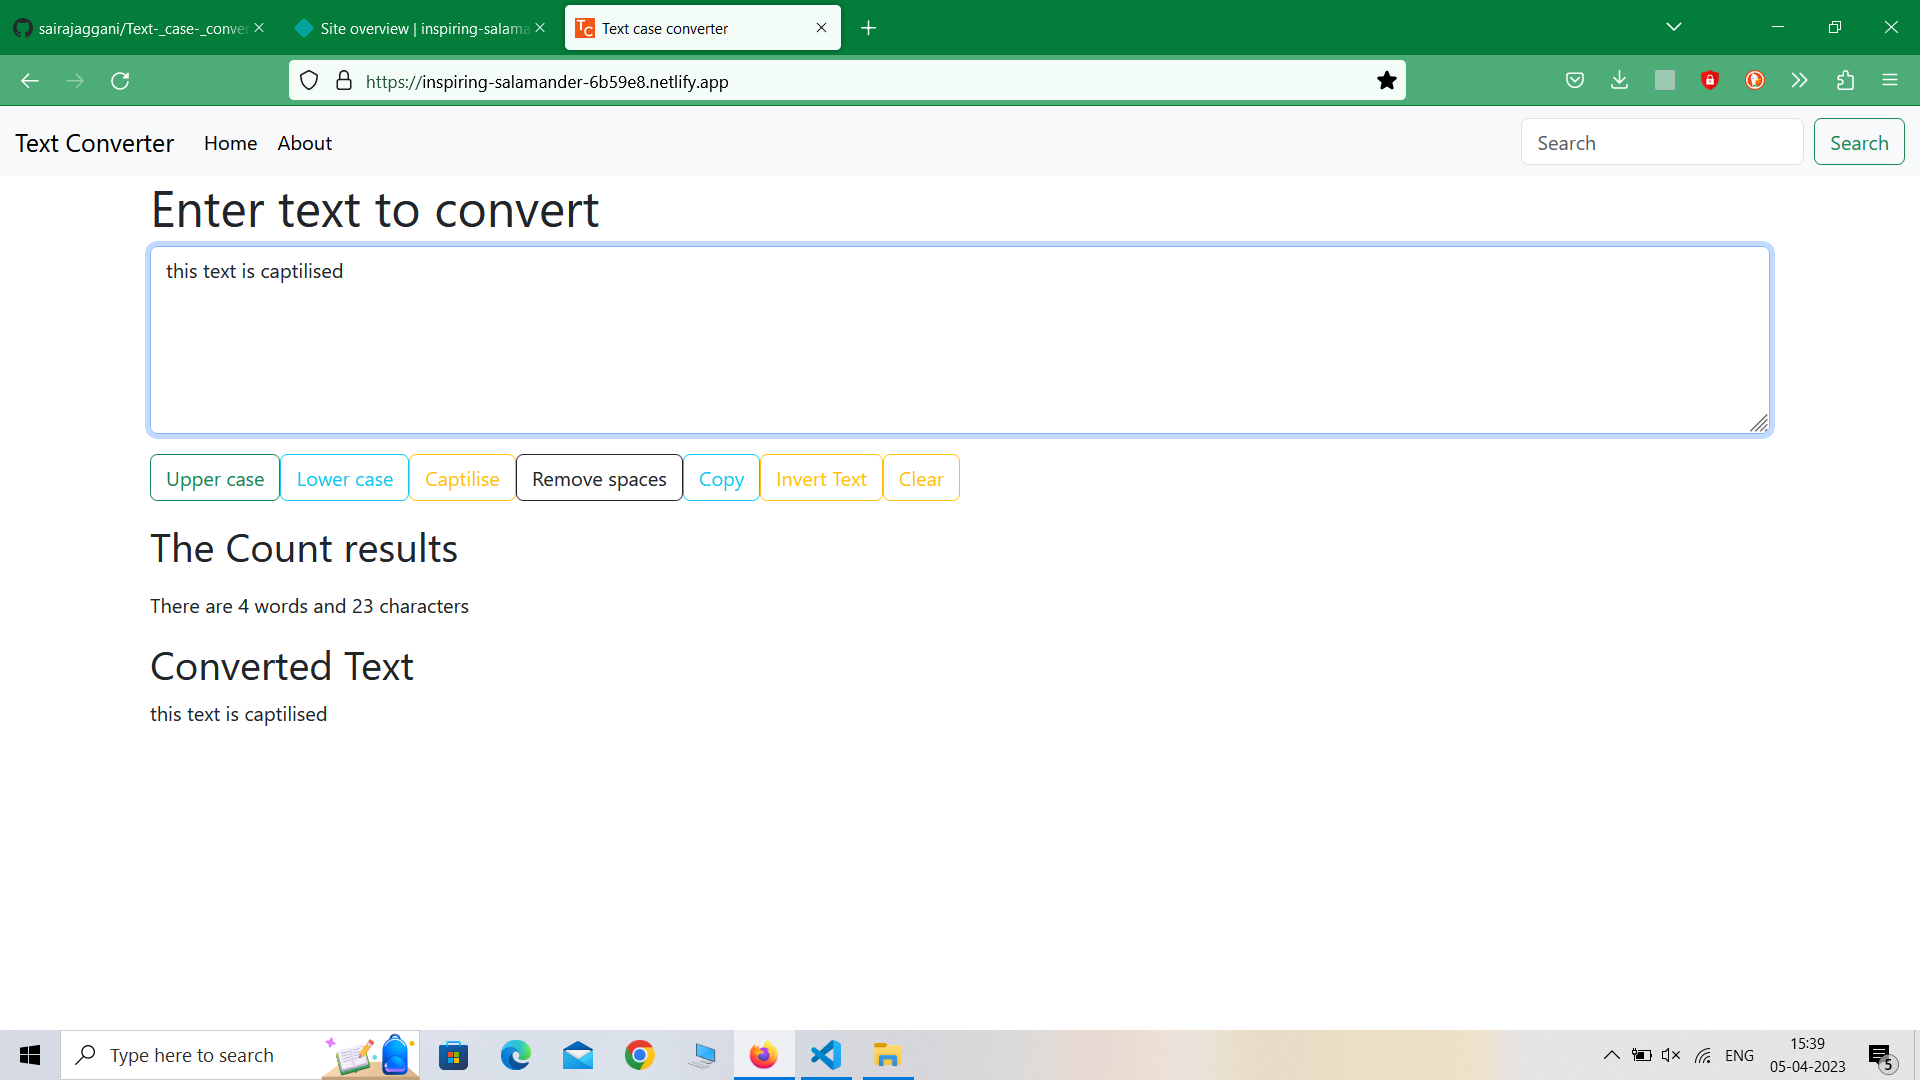 sairajaggani/Text-_case-_conver
Site overview | inspiring-salama
TC Text case converter
https://inspiring-salamander-6b59e8.netlify.app
Text Converter Home About Search Search
Enter text to convert
this text is captilised
Upper case Lower case Captilise Remove spaces Copy Invert Text Clear
The Count results
There are 4 words and 23 characters
Converted Text
this text is captilised
Type here to search
ENG
15:39
05-04-2023
5